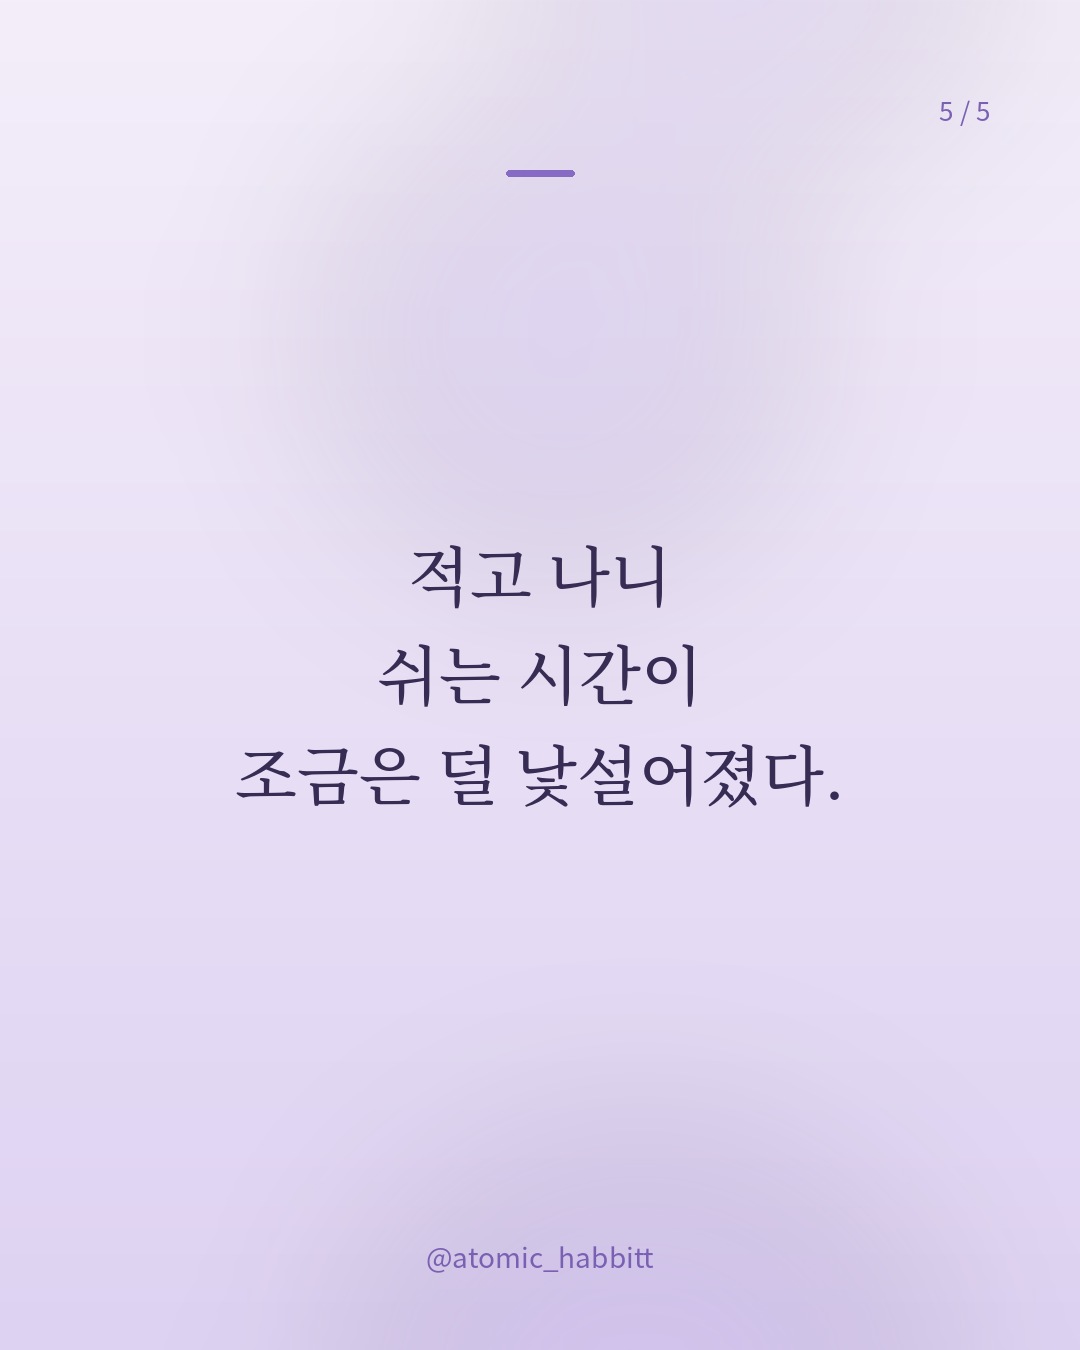 5 / 5
적고 나니
쉬는 시간이
조금은 덜 낯설어졌다.
@atomic_habbitt